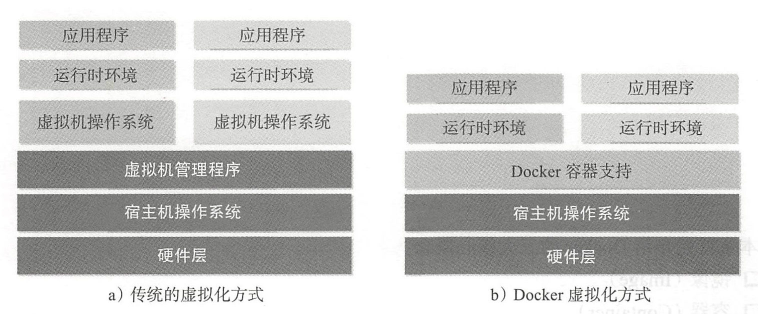 应用程序 应用程序
运行时环境 运行时环境
虚拟机操作系统 虚拟机操作系统
虚拟机管理程序
宿主机操作系统
硬件层
a）传统的虚拟化方式
应用程序 应用程序
运行时环境 运行时环境
Docker 容器支持
宿主机操作系统
硬件层
b）Docker 虚拟化方式